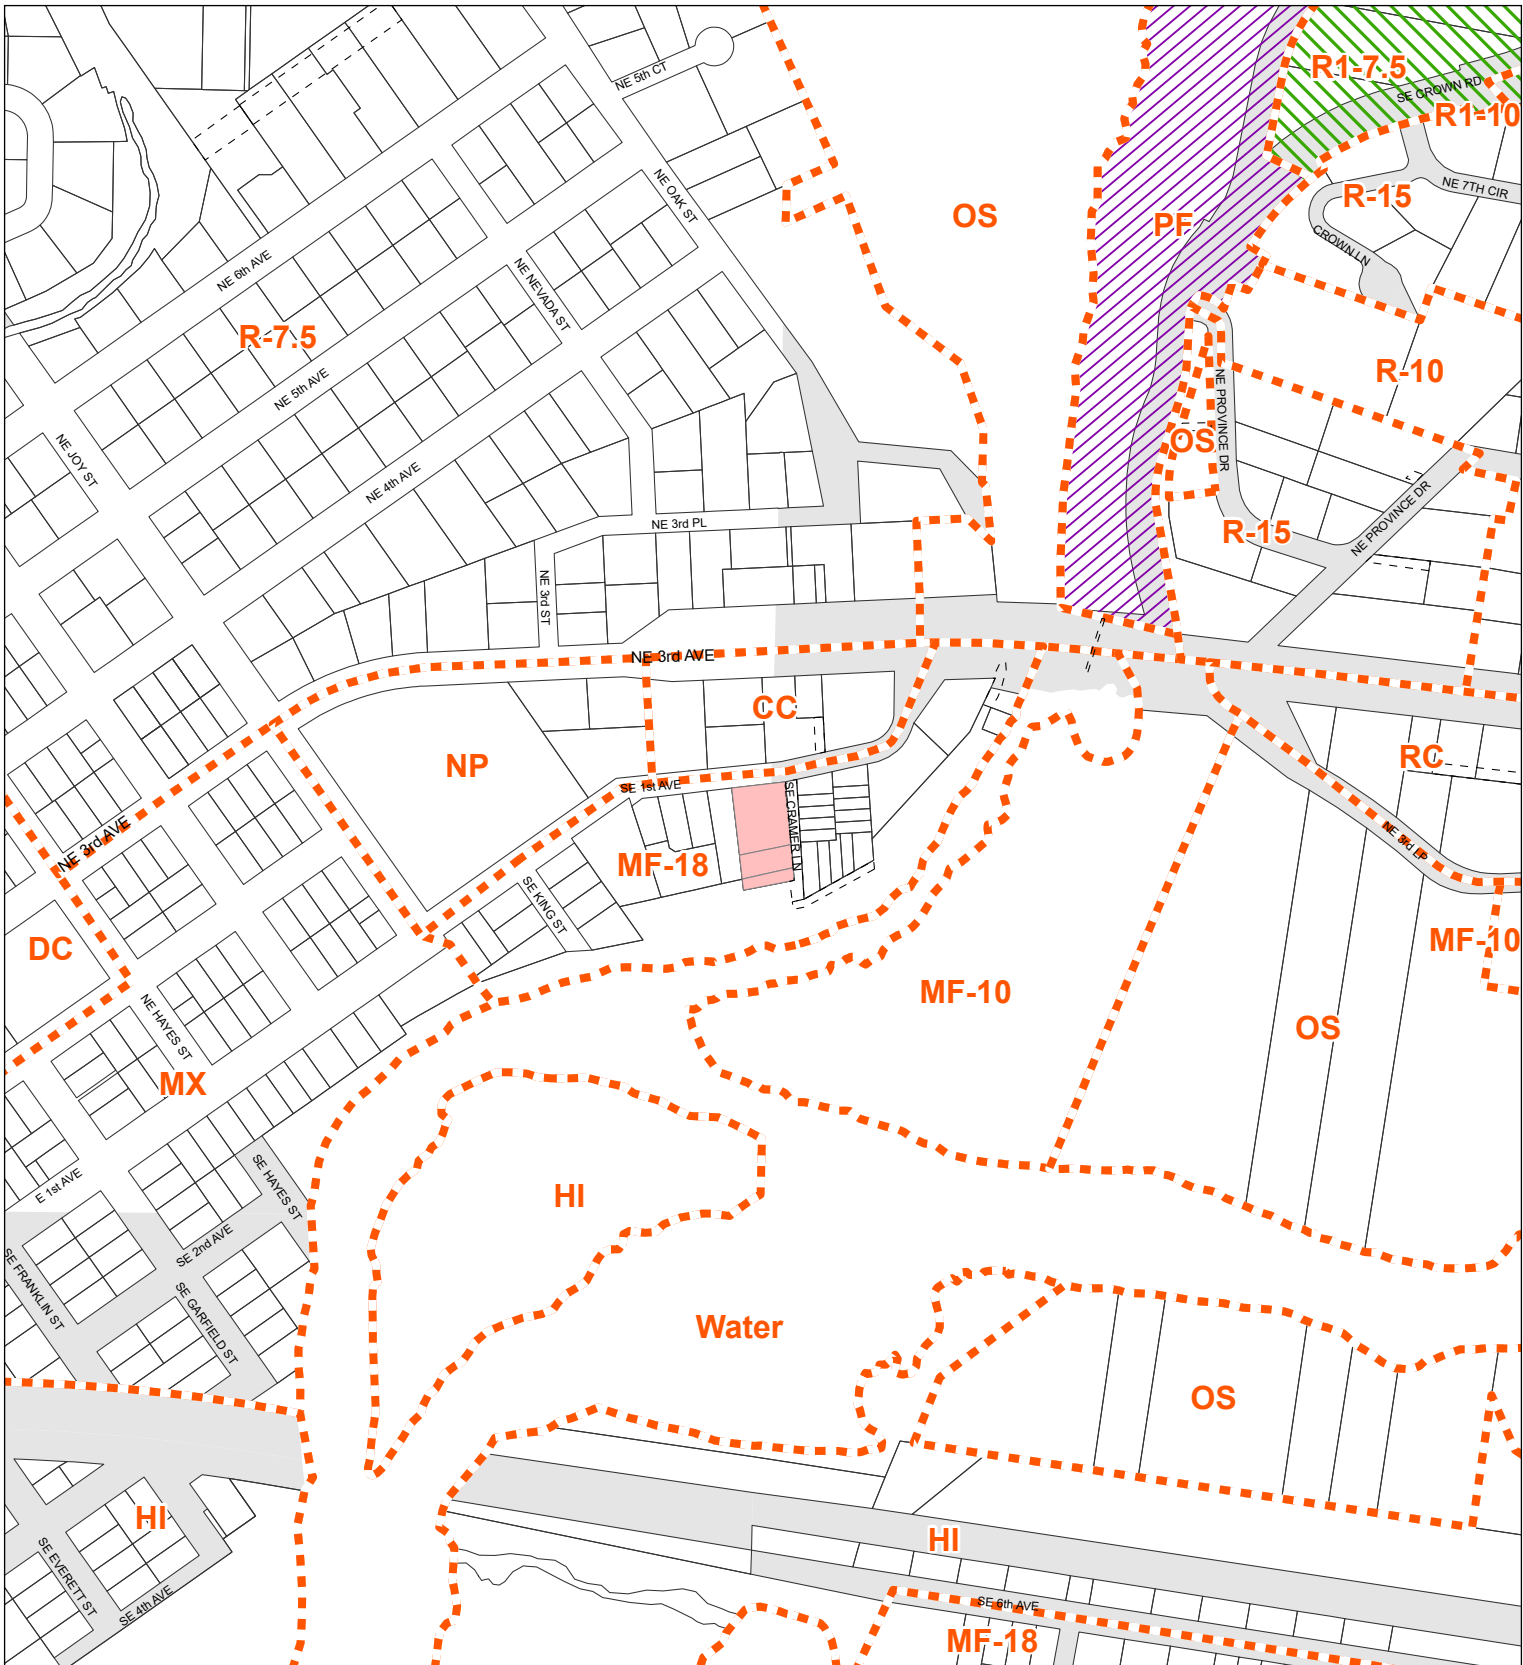 NE 5th CT
R1-7.5
SE CROWN RD
R1-10
NE OAK ST
NE 7TH CIR
R-15
OS
PF
CROWN LN
NE 6th AVE
NE NEVADA ST
R-7.5
R-10
NE 5th AVE
NE PROVINCE DR
OS
NE JOY ST
NE 4th AVE
NE 3rd PL
R-15
NE PROVINCE DR
NE 3rd ST
NE 3rd AVE
CC
NP
RC
SE 1st AVE
SE CRAMER LN
NE 3rd AVE
NE 3rd LP
MF-18
SE KING ST
DC
MF-10
MF-10
NE HAYES ST
OS
MX
E 1st AVE
SE HAYES ST
HI
SE 2nd AVE
SE FRANKLIN ST
SE GARFIELD ST
Water
OS
HI
HI
SE EVERETT ST
SE 4th AVE
SE 6th AVE
MF-18